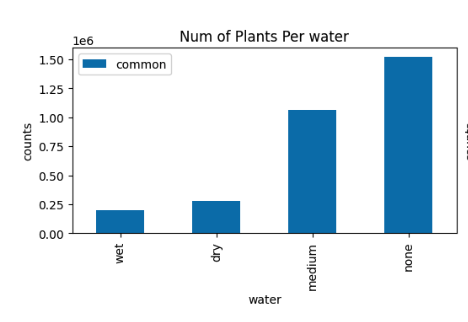 Num of Plants Per water
1e6
common
1.50
1.25
1.00
0.75
0.50
0.25
0.00
counts
wet
dry
medium
none
water